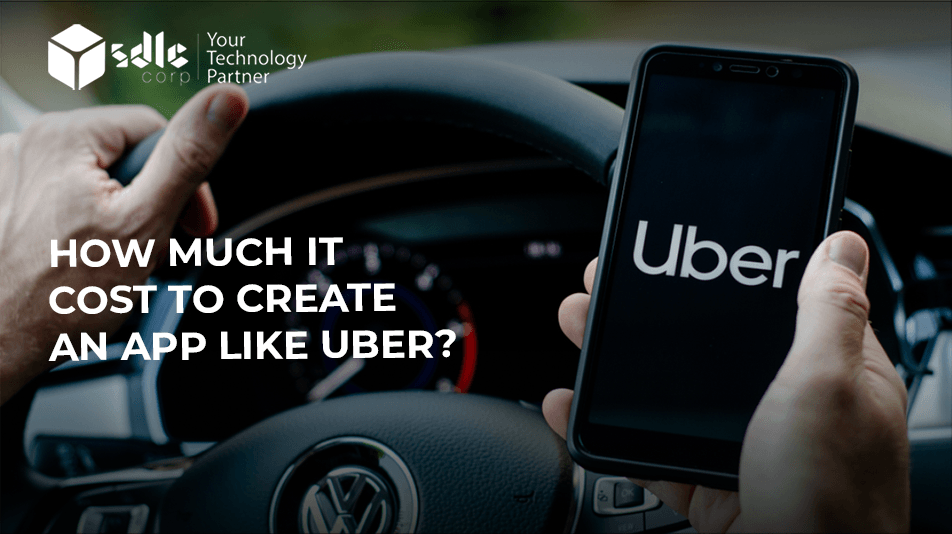 sdlc
corp
Your
Technology
Partner
HOW MUCH IT
COST TO CREATE
AN APP LIKE UBER?
Uber